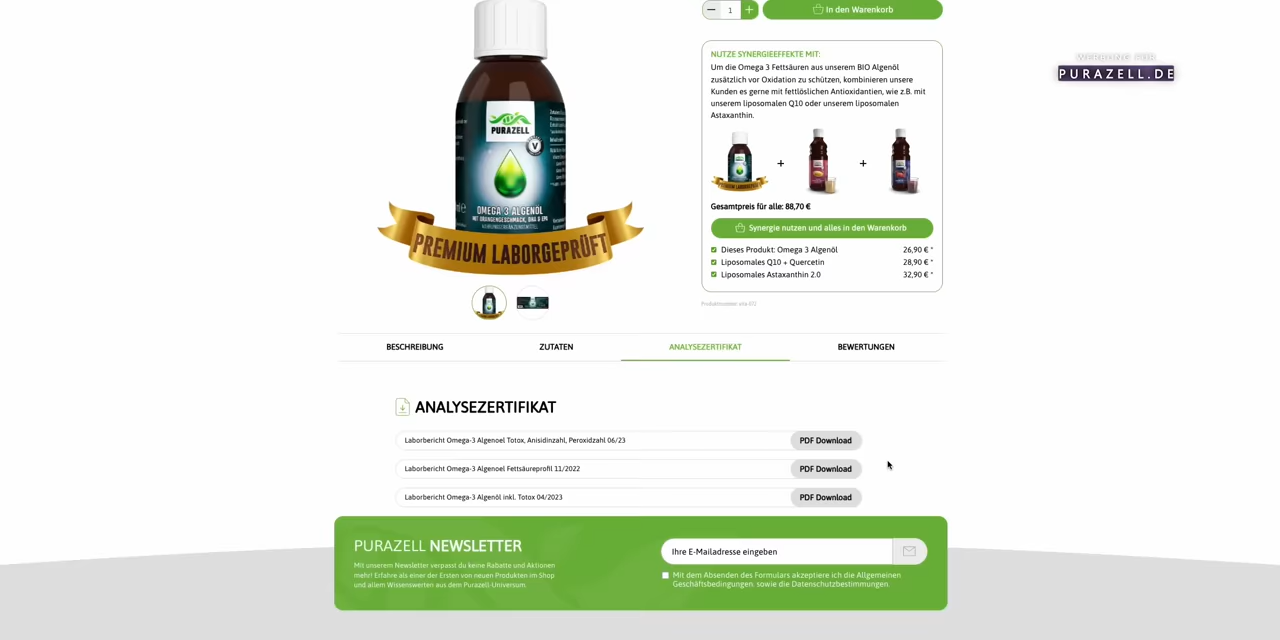 1
In den Warenkorb
NUTZE SYNERGIEEFFEKTE MIT:
Um die Omega 3 Fettsäuren aus unserem BIO Algenöl
zusätzlich vor Oxidation zu schützen, kombinieren unsere
Kunden es gerne mit fettlöslichen Antioxidantien, wie z.B. mit
unserem liposomalen Q10 oder unserem liposomalen
Astaxanthin.
WERBUNG FÜR
PURAZELL.DE
PURAZELL
V
OMEGA-3 ALGENÖL
MIT ORANGENGESCHMACK, DHA & EPA
NAHRUNGSERGÄNZUNGSMITTEL
PREMIUM LABORGEPRÜFT
+
+
Gesamtpreis für alle: 88,70 €
Synergie nutzen und alles in den Warenkorb
Dieses Produkt: Omega 3 Algenöl 26,90 € *
Liposomales Q10 + Quercetin 28,90 € *
Liposomales Astaxanthin 2.0 32,90 € *
BESCHREIBUNG ZUTATEN ANALYSEZERTIFIKAT BEWERTUNGEN
ANALYSEZERTIFIKAT
Laborbericht Omega-3 Algenoel Totox, Anisidinzahl, Peroxidzahl 06/23 PDF Download
Laborbericht Omega-3 Algenoel Fettsäureprofil 11/2022 PDF Download
Laborbericht Omega-3 Algenöl inkl. Totox 04/2023 PDF Download
PURAZELL NEWSLETTER
Mit unserem Newsletter verpasst du keine Rabatte und Aktionen
mehr! Erfahre als einer der Ersten von neuen Produkten im Shop
und allem Wissenswerten aus dem Purazell-Universum.
Ihre E-Mailadresse eingeben
Mit dem Absenden des Formulars akzeptiere ich die Allgemeinen
Geschäftsbedingungen. sowie die Datenschutzbestimmungen.